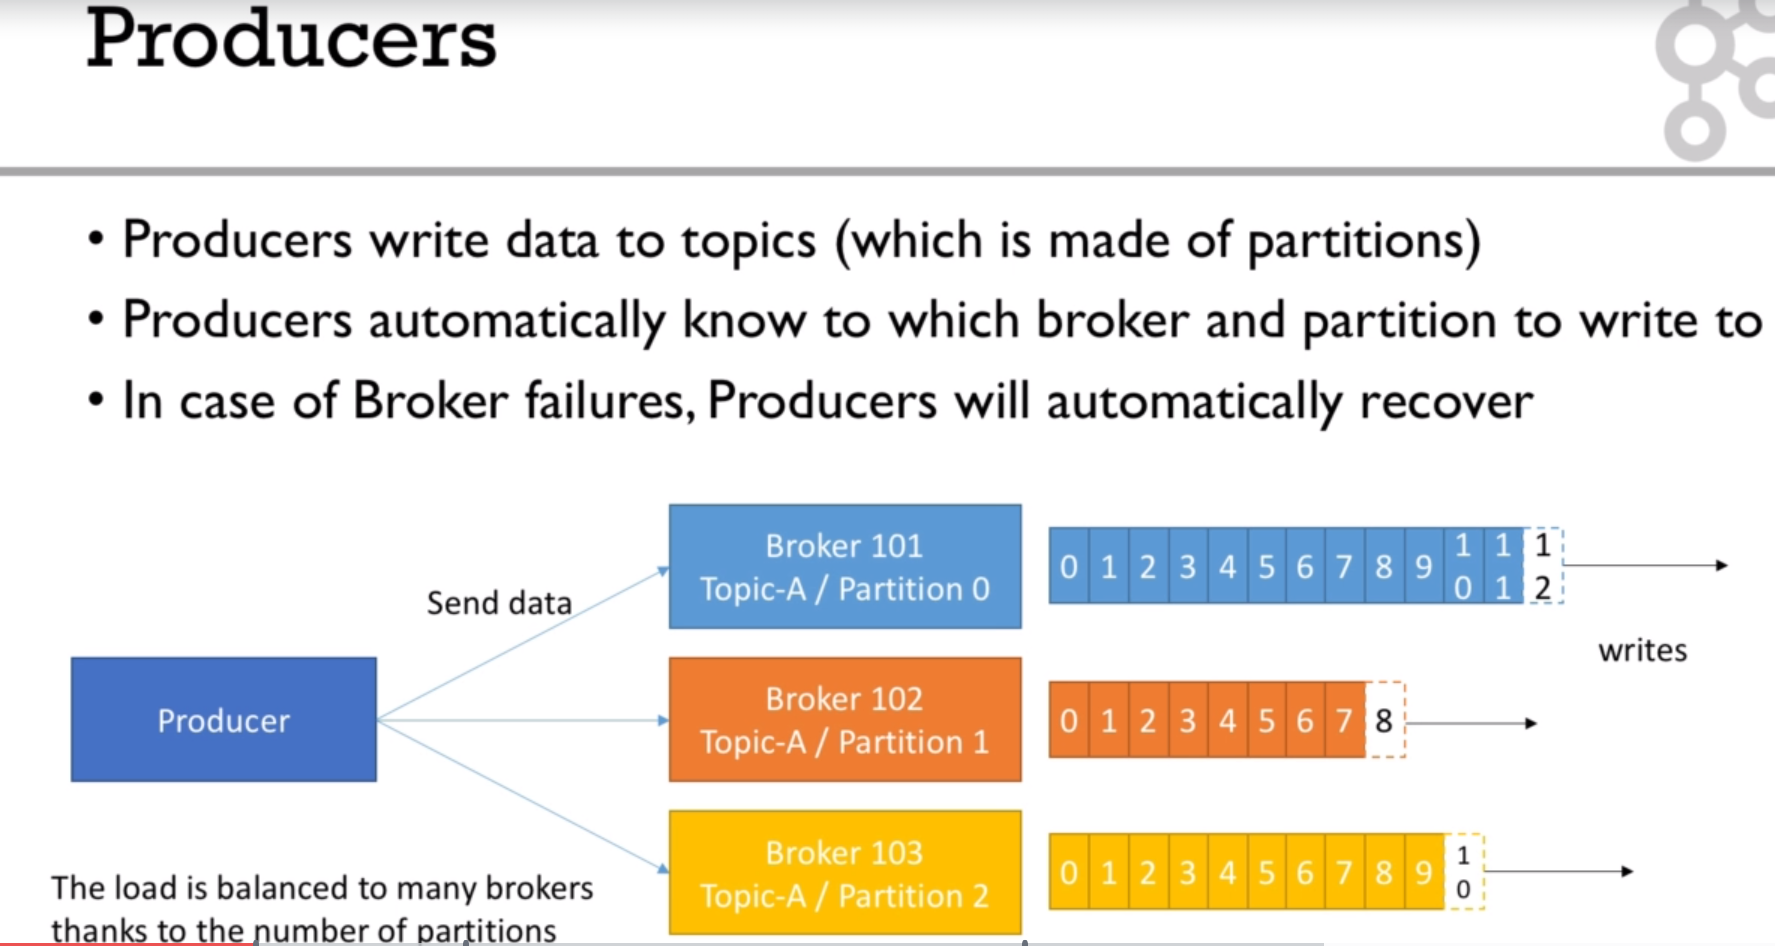 Producers
• Producers write data to topics (which is made of partitions)
• Producers automatically know to which broker and partition to write to
• In case of Broker failures, Producers will automatically recover
Send data
Producer
Broker 101
Topic-A / Partition 0
0 1 2 3 4 5 6 7 8 9 10 11 12
writes
Broker 102
Topic-A / Partition 1
0 1 2 3 4 5 6 7 8
Broker 103
Topic-A / Partition 2
0 1 2 3 4 5 6 7 8 9 10
The load is balanced to many brokers
thanks to the number of partitions